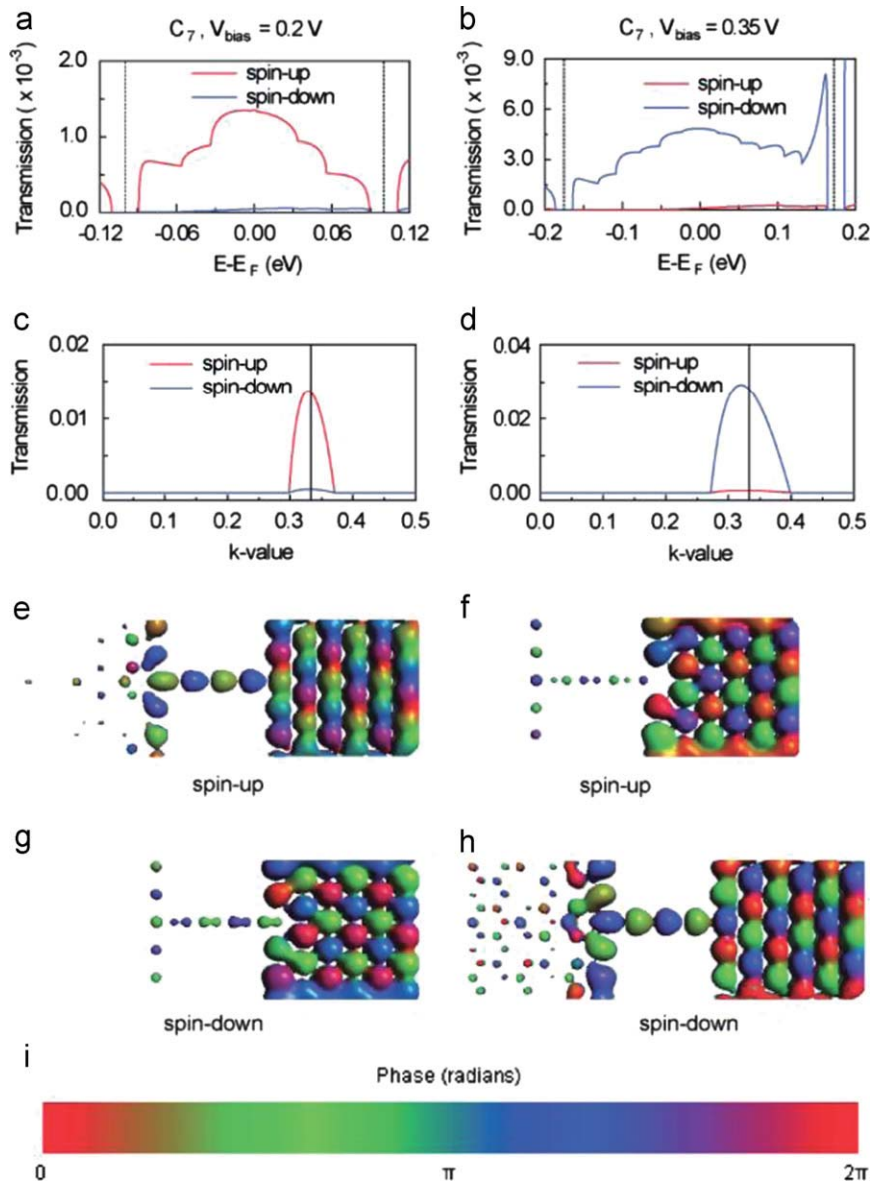 a
C7 , Vbias = 0.2 V
Transmission ( x 10-3)
2.0
1.0
0.0
spin-up
spin-down
-0.12 -0.06 0.00 0.06 0.12
E-EF (eV)
b
C7 , Vbias = 0.35 V
Transmission ( x 10-3)
9.0
6.0
3.0
0.0
spin-up
spin-down
-0.2 -0.1 0.0 0.1 0.2
E-EF (eV)
c
Transmission
0.02
0.01
0.00
spin-up
spin-down
0.0 0.1 0.2 0.3 0.4 0.5
k-value
d
Transmission
0.04
0.02
0.00
spin-up
spin-down
0.0 0.1 0.2 0.3 0.4 0.5
k-value
e
spin-up
f
spin-up
g
spin-down
h
spin-down
i
Phase (radians)
0 π 2π